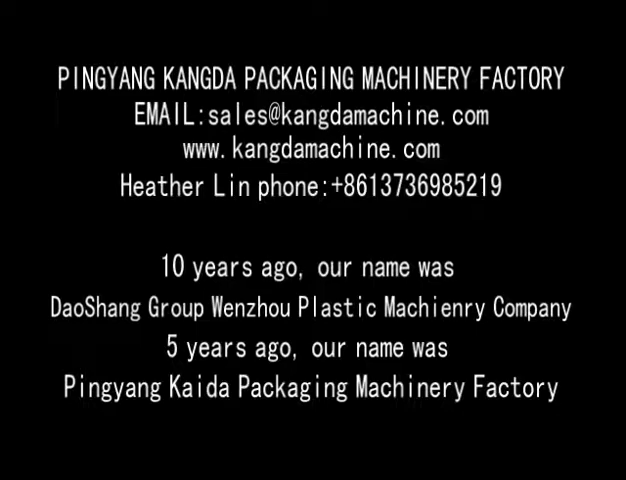 PINGYANG KANGDA PACKAGING MACHINERY FACTORY
EMAIL:sales@kangdamachine.com
www.kangdamachine.com
Heather Lin phone:+8613736985219
10 years ago, our name was
DaoShang Group Wenzhou Plastic Machienry Company
5 years ago, our name was
Pingyang Kaida Packaging Machinery Factory